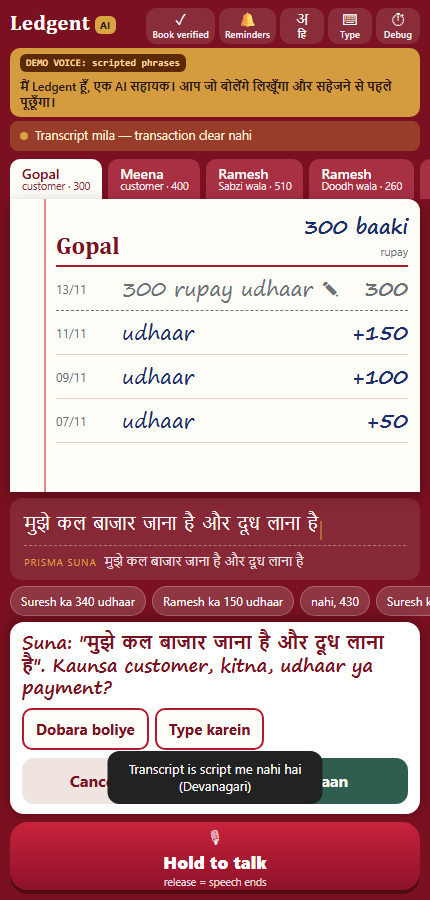 Ledgent AI
✓ Book verified
🔔 Reminders
अ हि
⌨ Type
⏱ Debug
DEMO VOICE: scripted phrases
मैं Ledgent हूँ, एक AI सहायक। आप जो बोलेंगे लिखूँगा और सहेजने से पहले
पूछूँगा।
Transcript mila — transaction clear nahi
Gopal
customer · 300
Meena
customer · 400
Ramesh
Sabzi wala · 510
Ramesh
Doodh wala · 260
300 baaki
Gopal
rupay
13/11 300 rupay udhaar ✏ 300
11/11 udhaar +150
09/11 udhaar +100
07/11 udhaar +50
मुझे कल बाजार जाना है और दूध लाना है
PRISMA SUNA मुझे कल बाजार जाना है और दूध लाना है
Suresh ka 340 udhaar
Ramesh ka 150 udhaar
nahi, 430
Suresh
Suna: "मुझे कल बाजार जाना है और दूध लाना
है". Kaunsa customer, kitna, udhaar ya
payment?
Dobara boliye
Type karein
Transcript is script me nahi hai
(Devanagari)
🎙
Hold to talk
release = speech ends